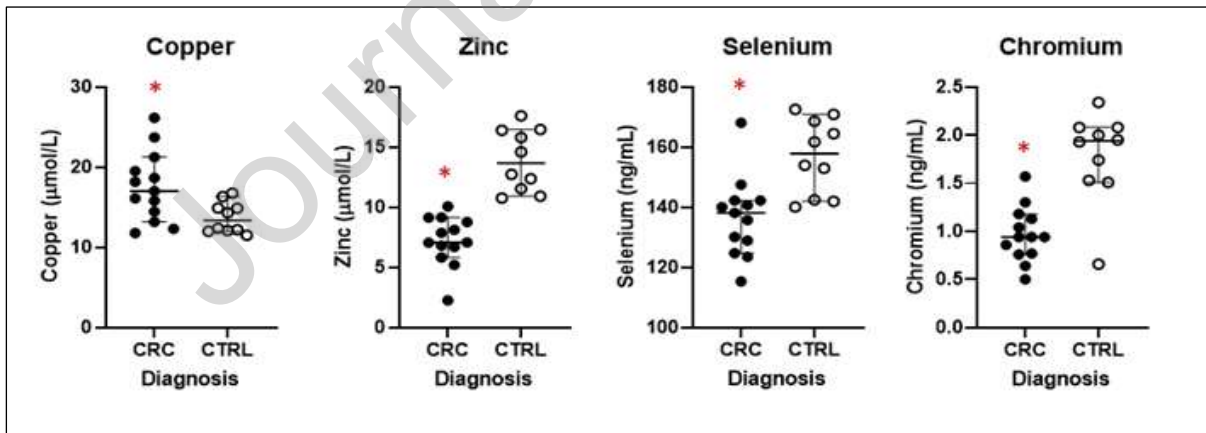 Journa
Copper
Zinc
Selenium
Chromium
*
*
*
*
Copper (µmol/L)
30
20
10
0
CRC
CTRL
Diagnosis
Zinc (µmol/L)
20
15
10
5
0
CRC
CTRL
Diagnosis
Selenium (ng/mL)
180
160
140
120
100
CRC
CTRL
Diagnosis
Chromium (ng/mL)
2.5
2.0
1.5
1.0
0.5
0.0
CRC
CTRL
Diagnosis